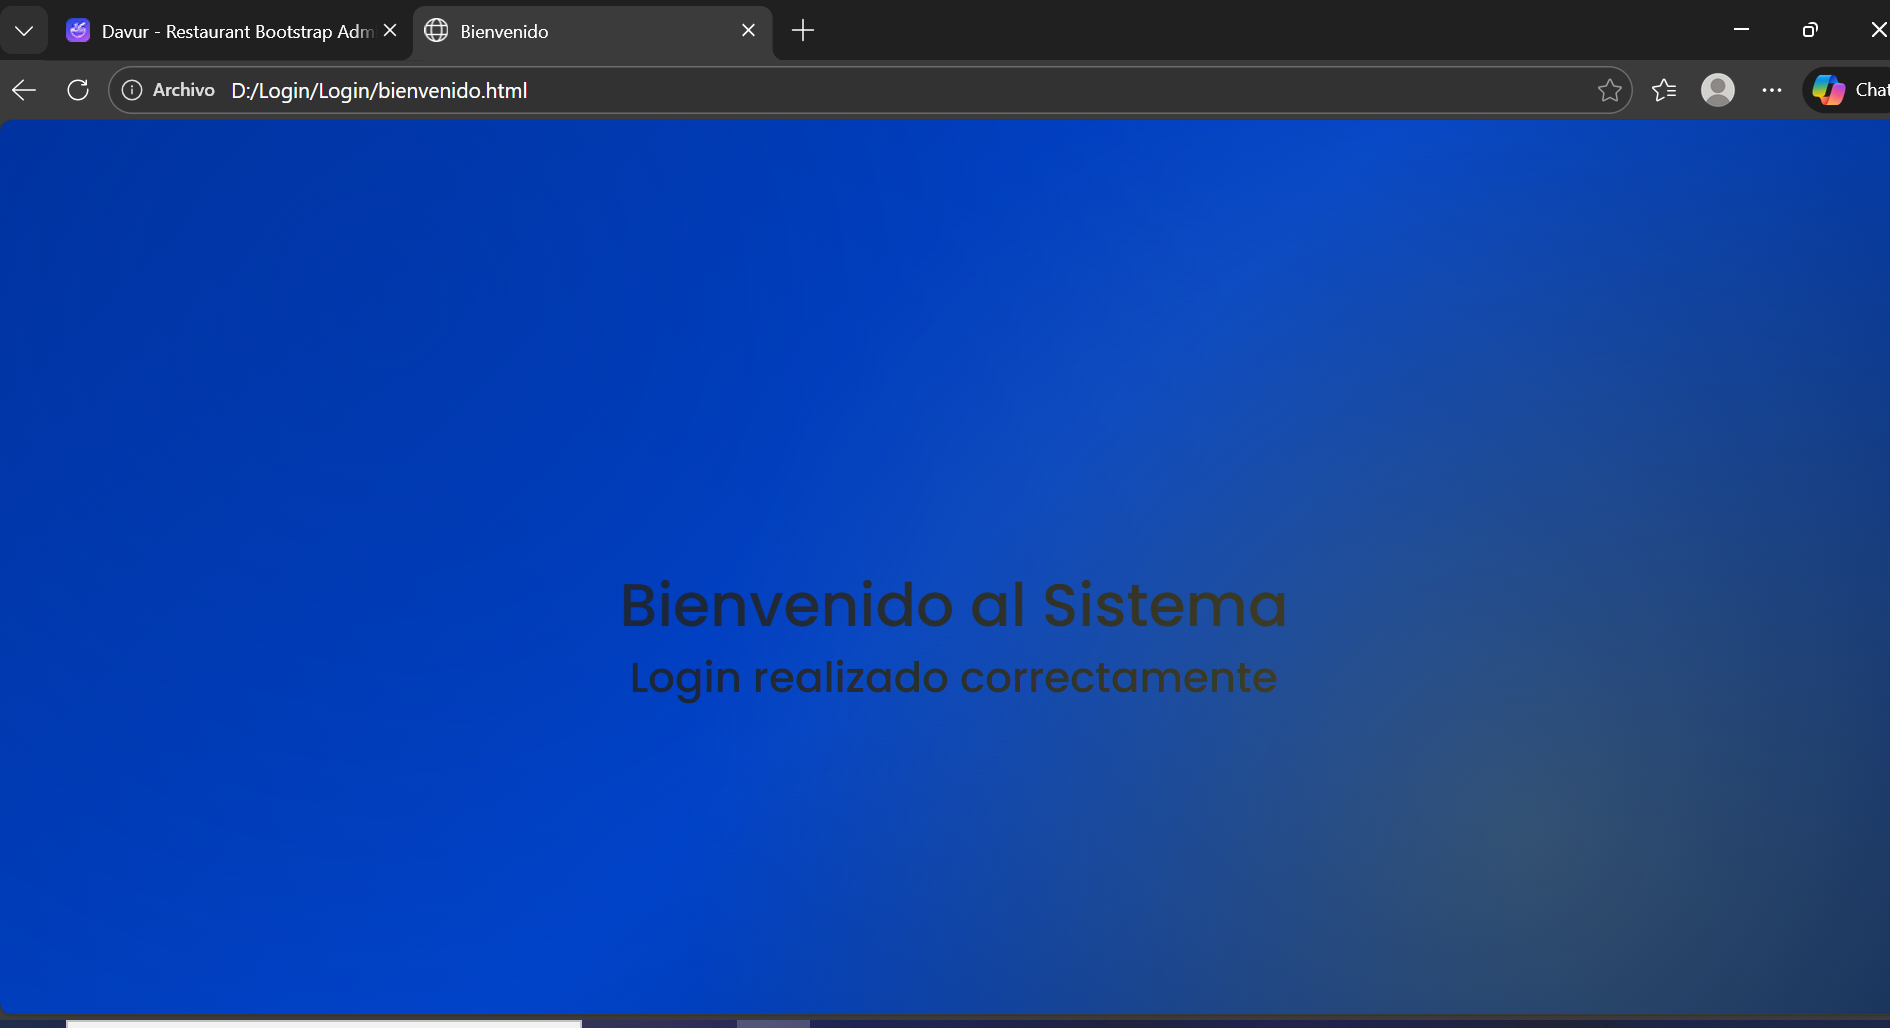 Davur - Restaurant Bootstrap Adm
Bienvenido
Archivo D:/Login/Login/bienvenido.html
Chat
Bienvenido al Sistema
Login realizado correctamente